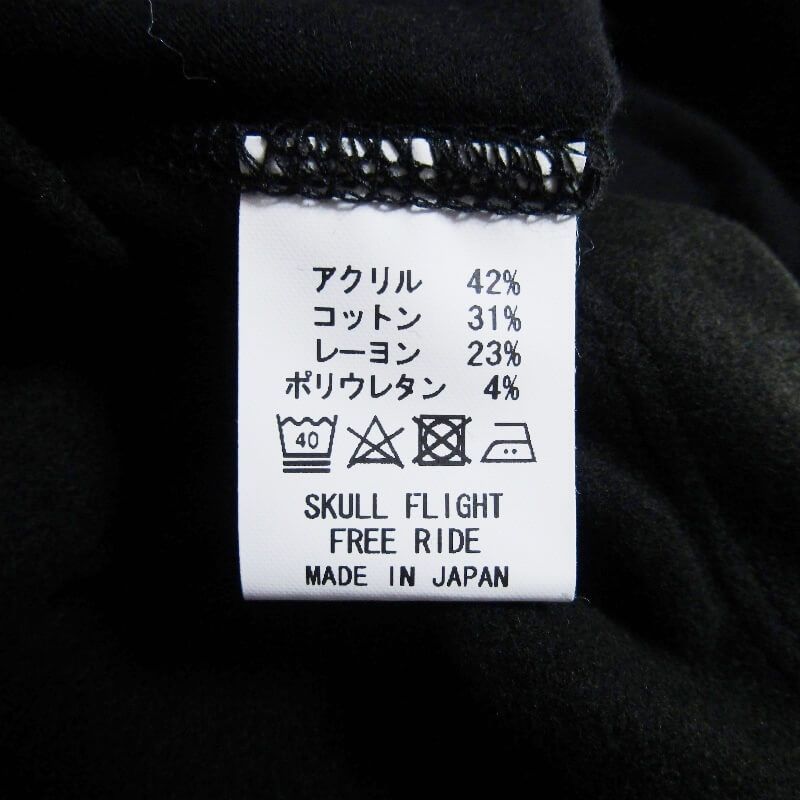 アクリル 42%
コットン 31%
レーヨン 23%
ポリウレタン 4%
40
SKULL FLIGHT
FREE RIDE
MADE IN JAPAN